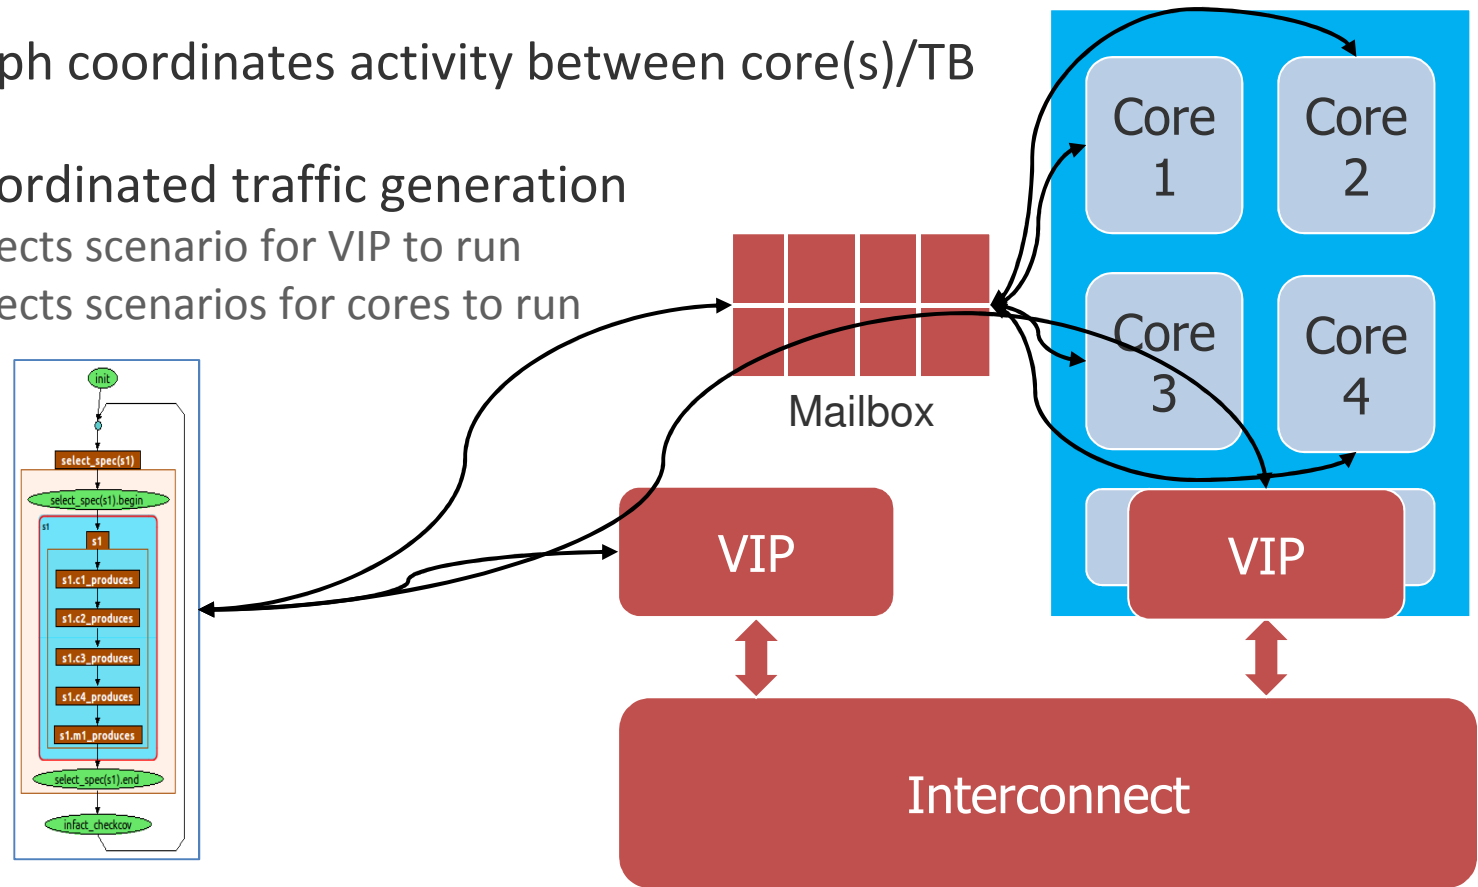 ph coordinates activity between core(s)/TB
ordinated traffic generation
ects scenario for VIP to run
ects scenarios for cores to run
Core
1
Core
2
Core
3
Core
4
Mailbox
VIP
VIP
Interconnect
init
select_spec(s1)
select_spec(s1).begin
s1
s1
s1.c1_produces
s1.c2_produces
s1.c3_produces
s1.c4_produces
s1.m1_produces
select_spec(s1).end
infact_checkcov